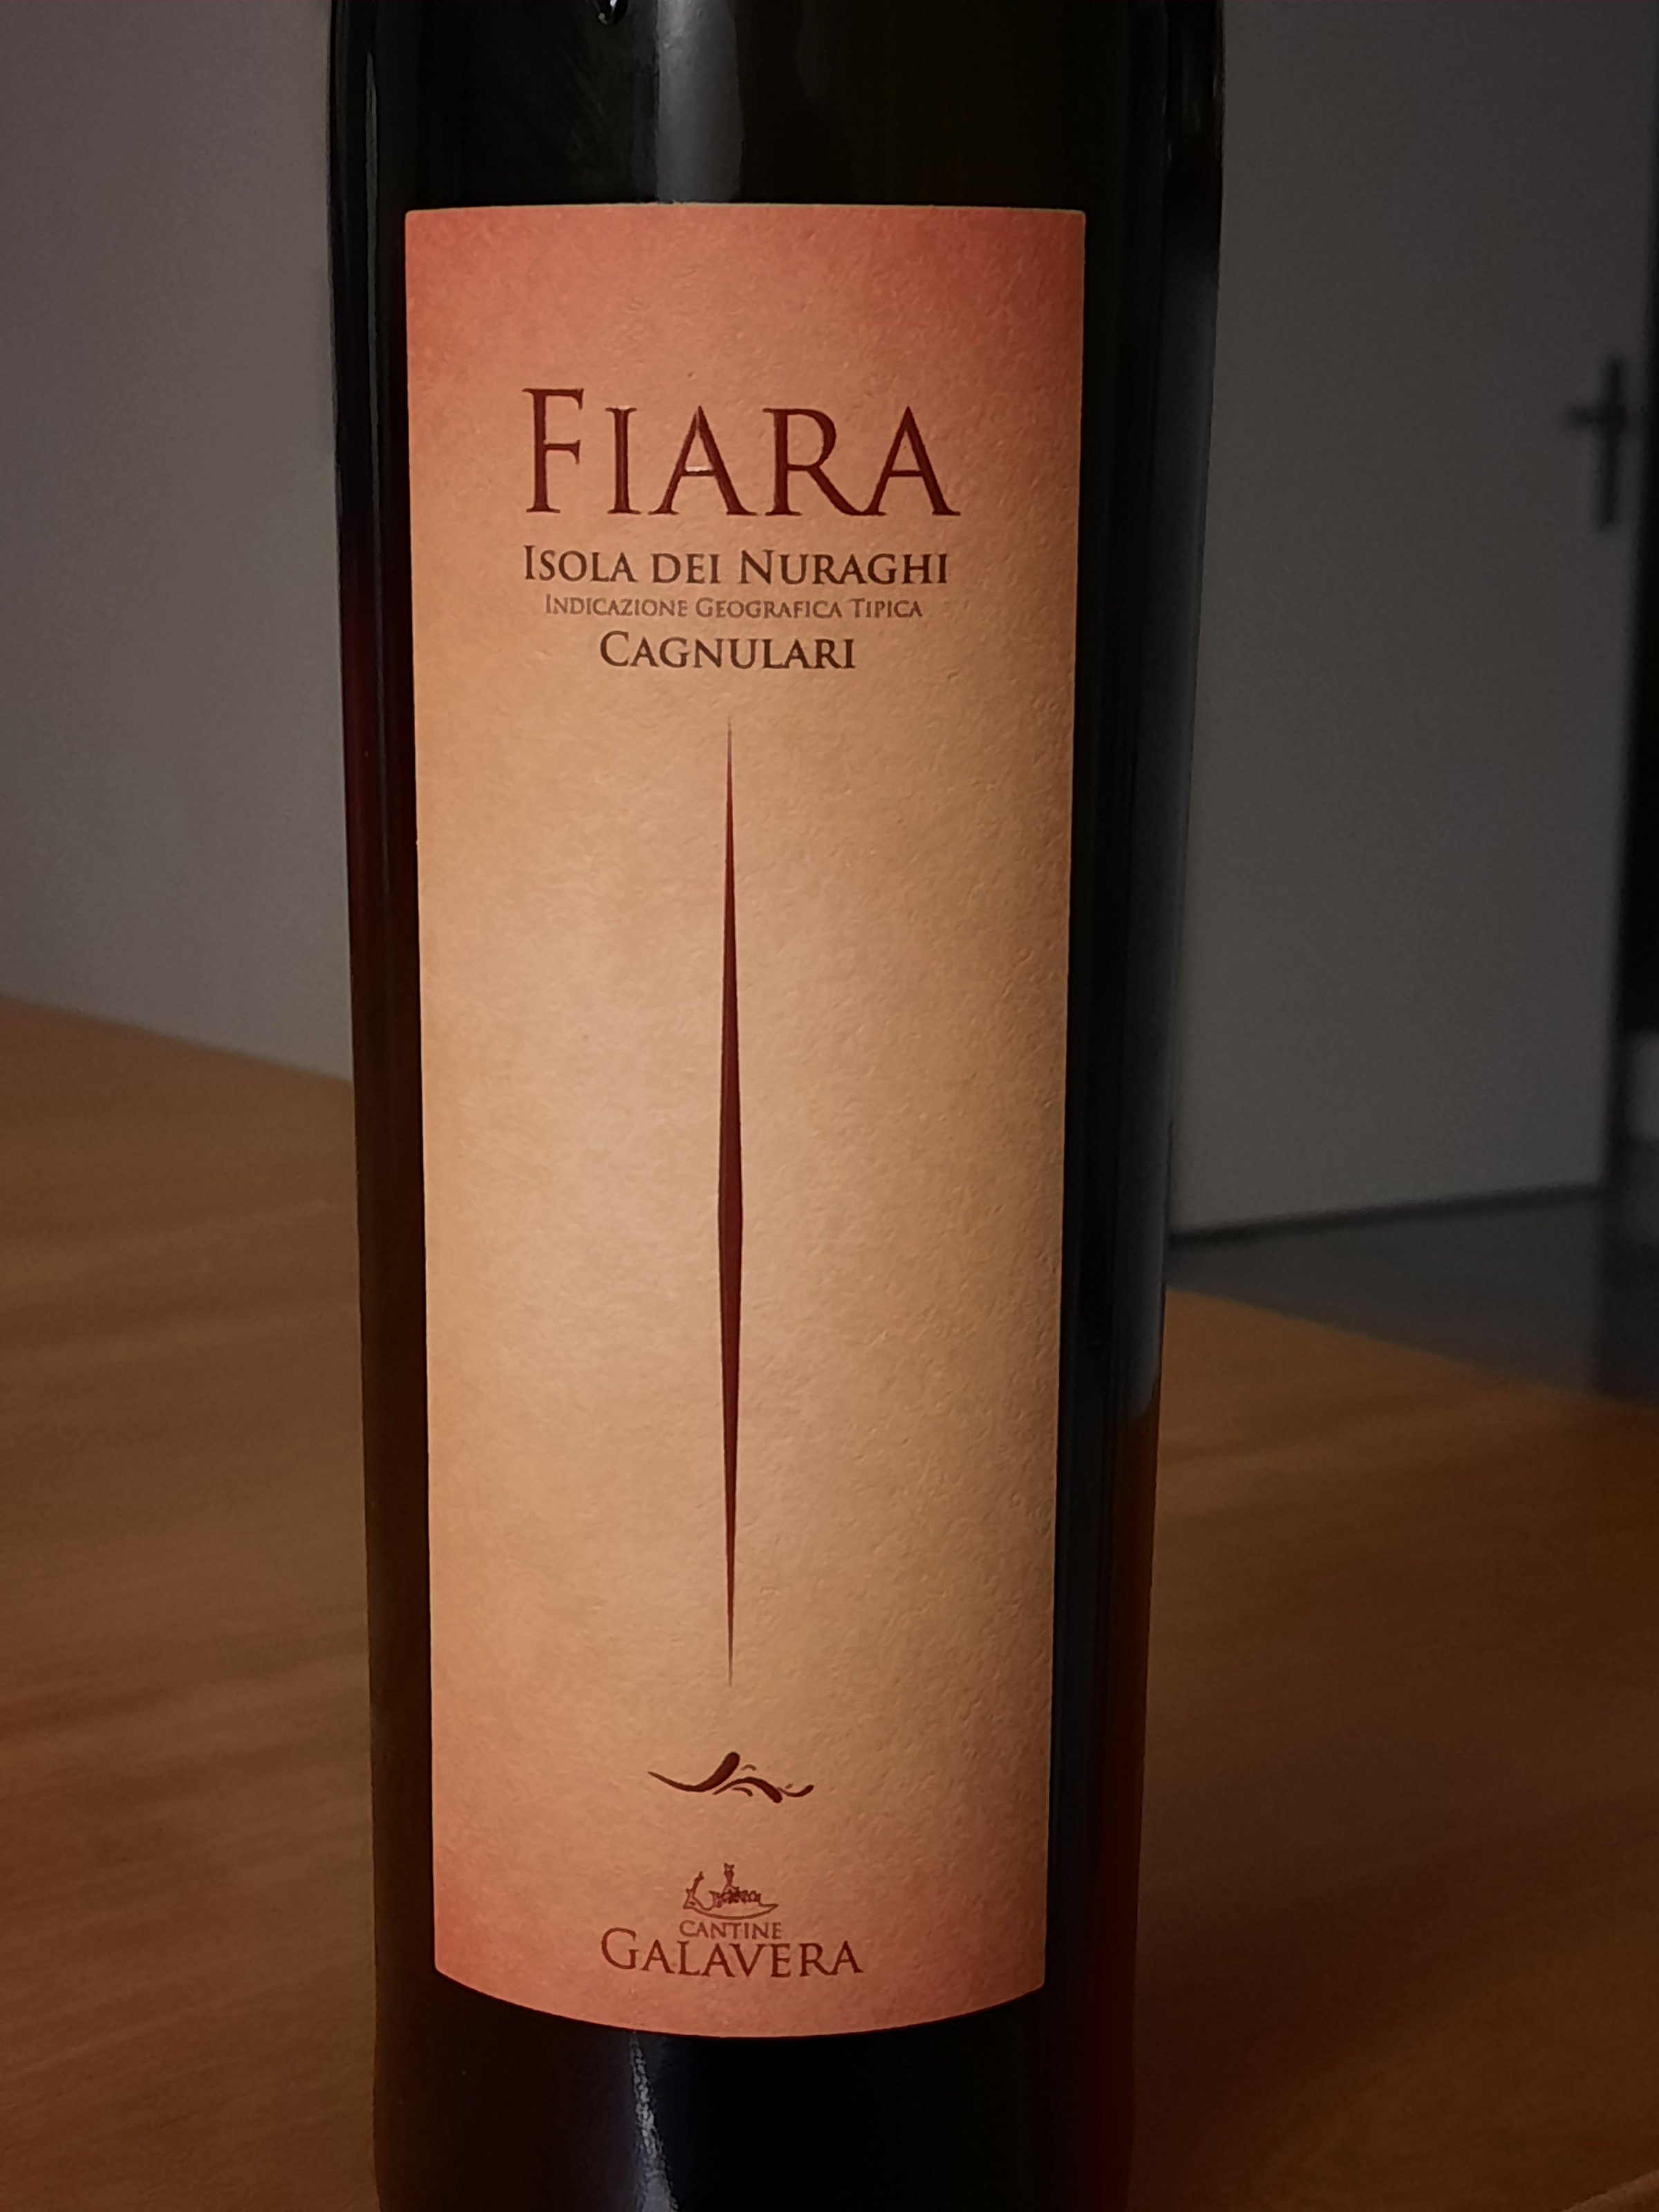 FIARA
ISOLA DEI NURAGHI
INDICAZIONE GEOGRAFICA TIPICA
CAGNULARI
CANTINE
GALAVERA